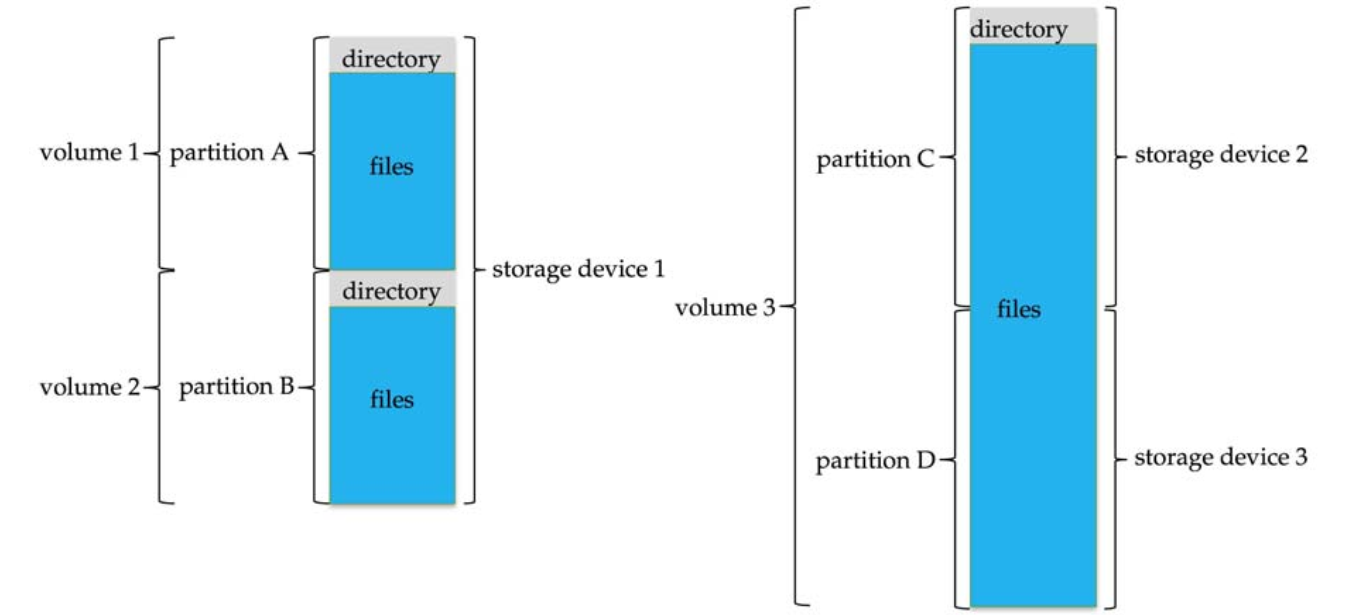 directory
volume 1 partition A files
storage device 1
directory
volume 2 partition B files
directory
partition C storage device 2
volume 3 files
partition D storage device 3